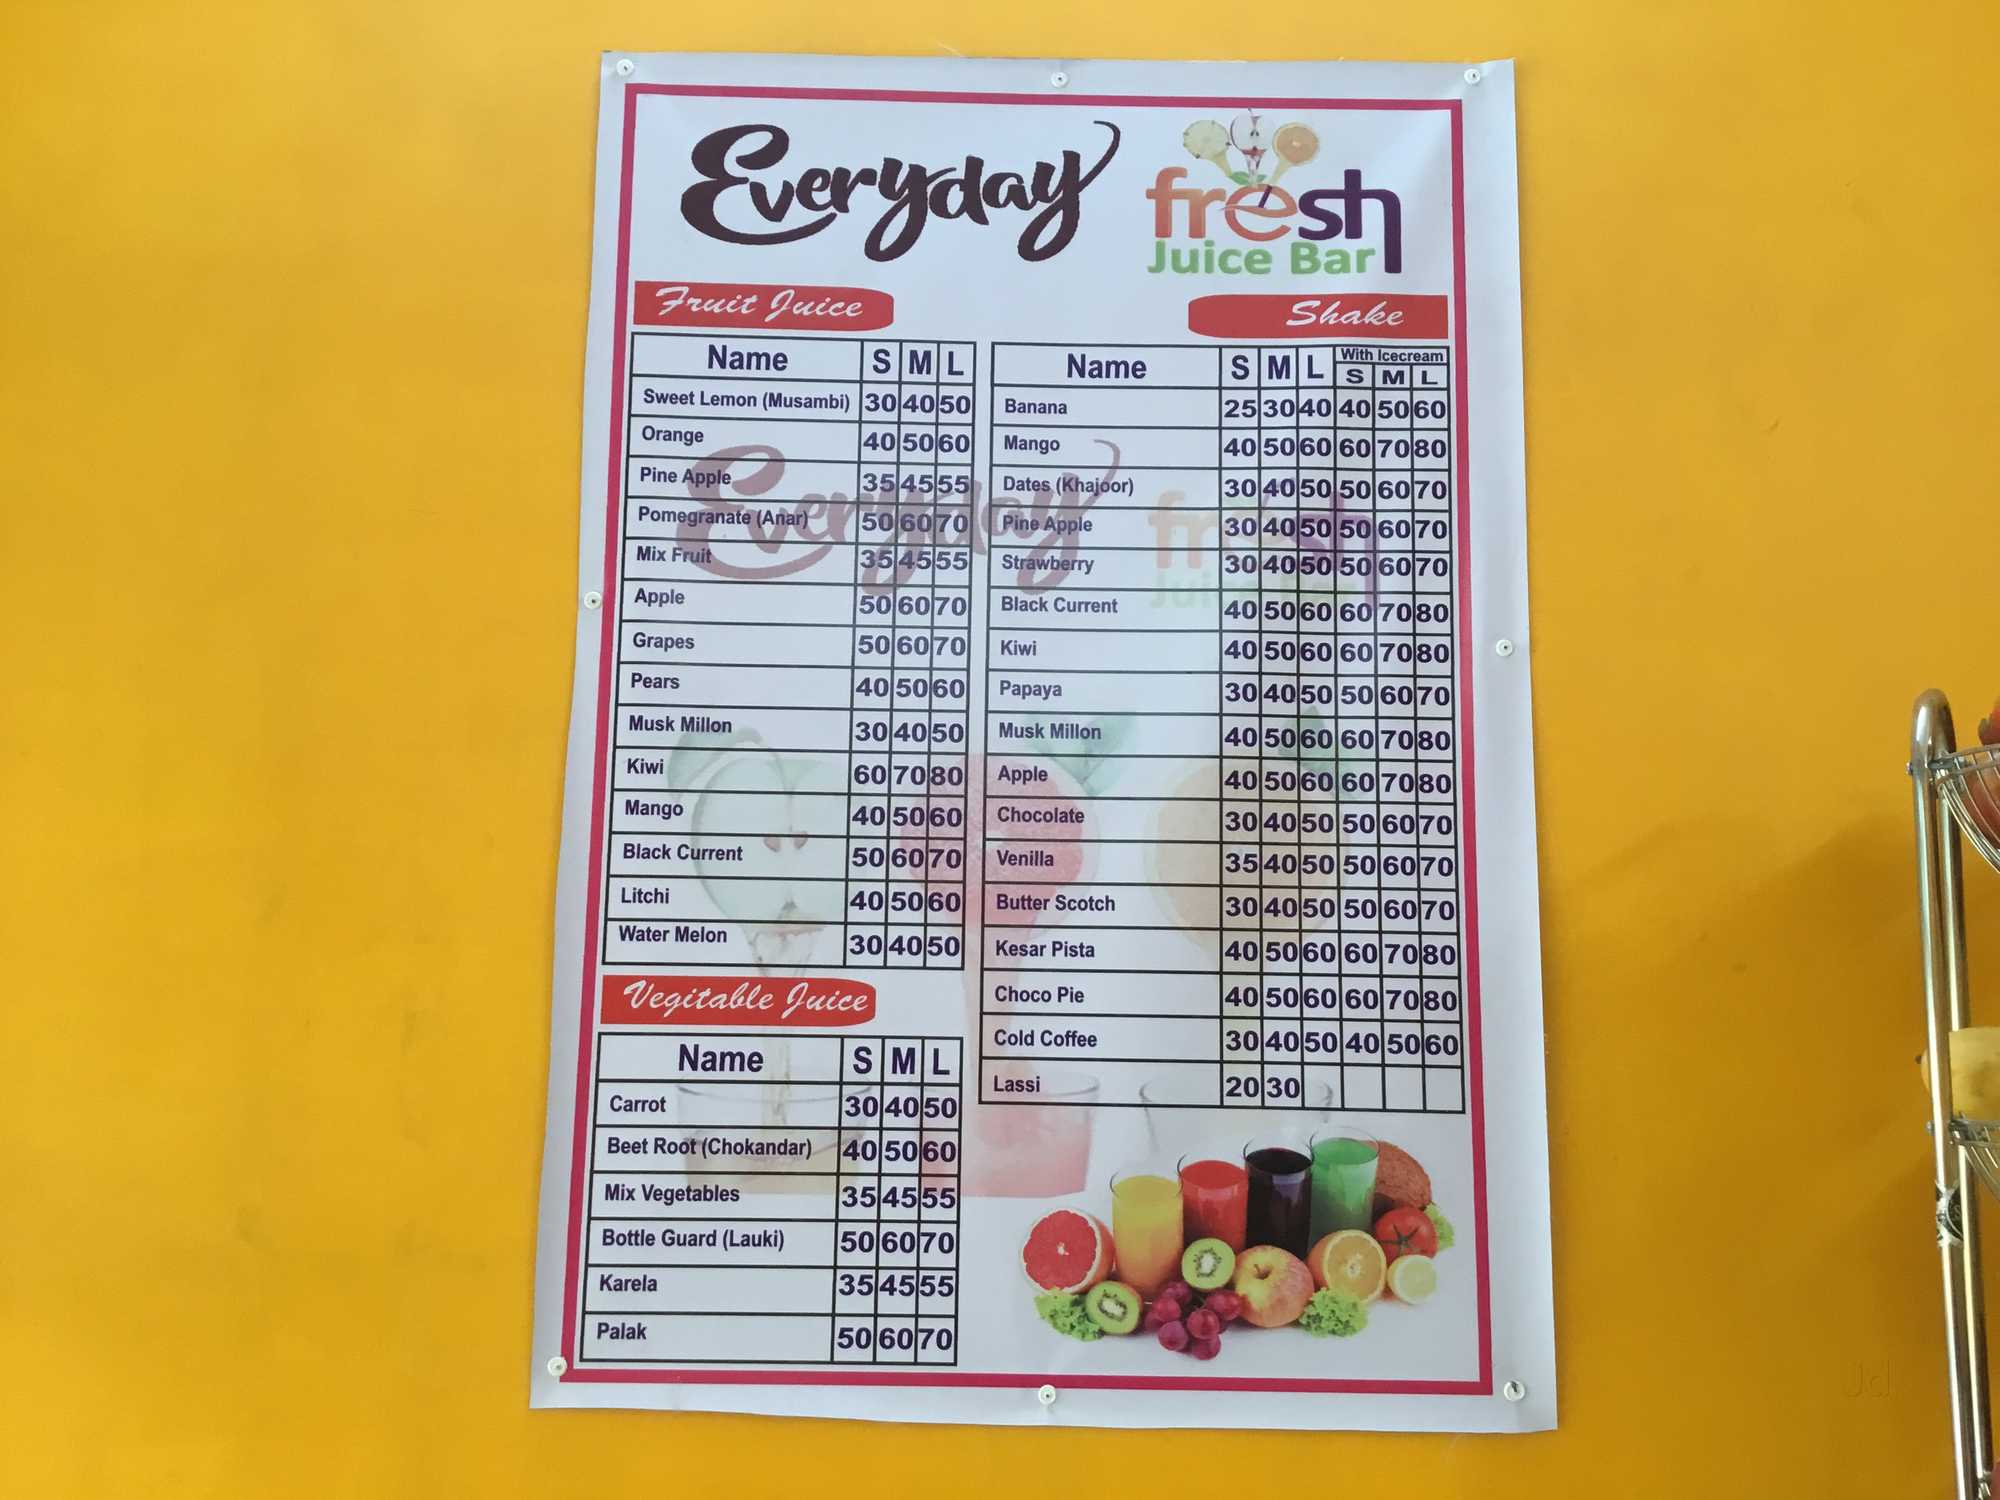 Everyday fresh
Juice Bar
Fruit Juice
Name S M L
Sweet Lemon (Musambi) 30 40 50
Orange 40 50 60
Pine Apple 35 45 55
Pomegranate (Anar) 50 60 70
Mix Fruit 35 45 55
Apple 50 60 70
Grapes 50 60 70
Pears 40 50 60
Musk Millon 30 40 50
Kiwi 60 70 80
Mango 40 50 60
Black Current 50 60 70
Litchi 40 50 60
Water Melon 30 40 50
Vegitable Juice
Name S M L
Carrot 30 40 50
Beet Root (Chokandar) 40 50 60
Mix Vegetables 35 45 55
Bottle Guard (Lauki) 50 60 70
Karela 35 45 55
Palak 50 60 70
Shake
Name S M L With Icecream
S M L
Banana 25 30 40 40 50 60
Mango 40 50 60 60 70 80
Dates (Khajoor) 30 40 50 50 60 70
Pine Apple 30 40 50 50 60 70
Strawberry 30 40 50 50 60 70
Black Current 40 50 60 60 70 80
Kiwi 40 50 60 60 70 80
Papaya 30 40 50 50 60 70
Musk Millon 40 50 60 60 70 80
Apple 40 50 60 60 70 80
Chocolate 30 40 50 50 60 70
Venilla 35 40 50 50 60 70
Butter Scotch 30 40 50 50 60 70
Kesar Pista 40 50 60 60 70 80
Choco Pie 40 50 60 60 70 80
Cold Coffee 30 40 50 40 50 60
Lassi 20 30
Everyday fresh
Juice Bar
Jd